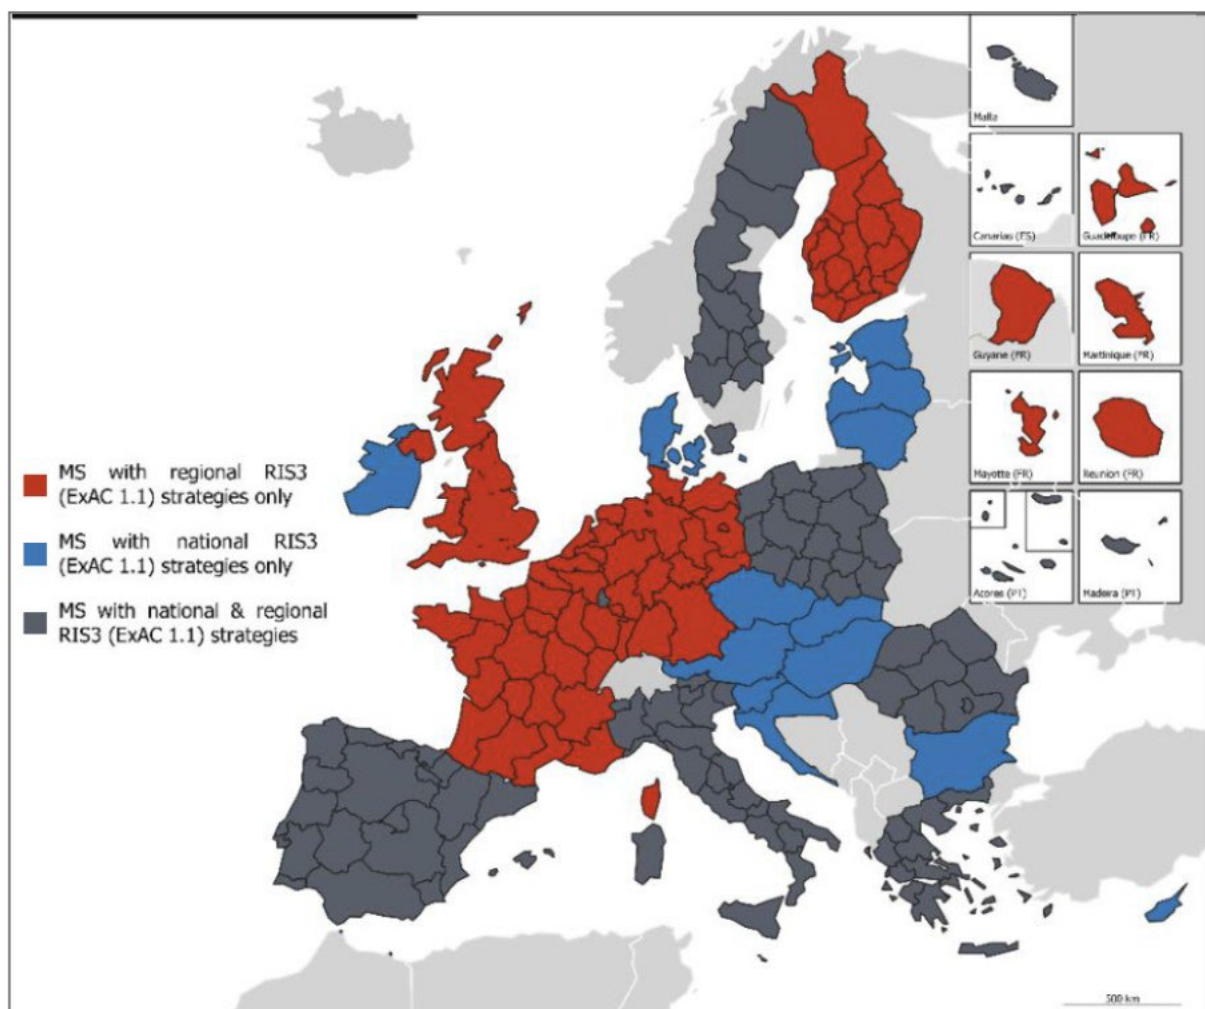 Malta
Canarias (ES)
Guadeloupe (FR)
Guyane (FR)
Martinique (FR)
MS with regional RIS3
(ExAC 1.1) strategies only
Mayotte (FR)
Reunion (FR)
MS with national RIS3
(ExAC 1.1) strategies only
Acores (PT)
Madeira (PT)
MS with national & regional
RIS3 (ExAC 1.1) strategies
500 km